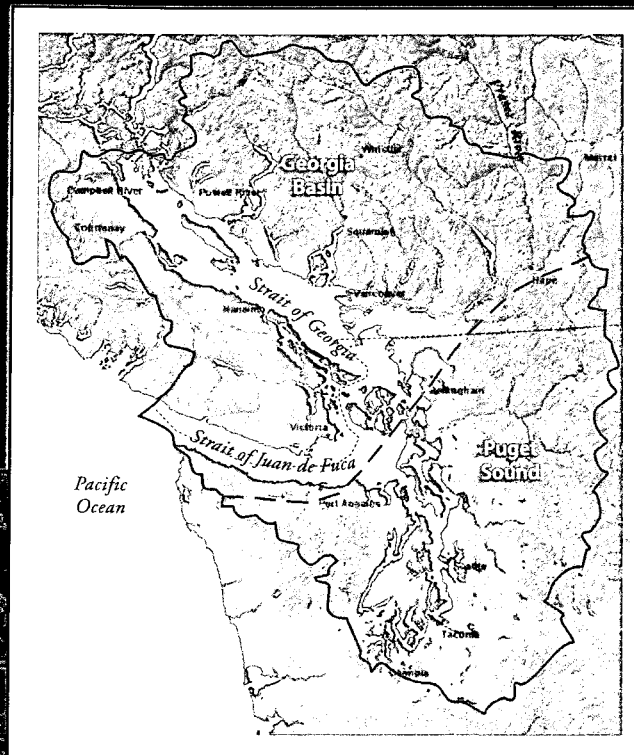 Georgia
Basin
Whistler
Merritt
Campbell River
Powell River
Courtenay
Squamish
Hope
Strait of Georgia
Vancouver
Nanaimo
Bellingham
Victoria
Strait of Juan de Fuca
Puget
Sound
Pacific
Ocean
Port Angeles
Tacoma
Olympia